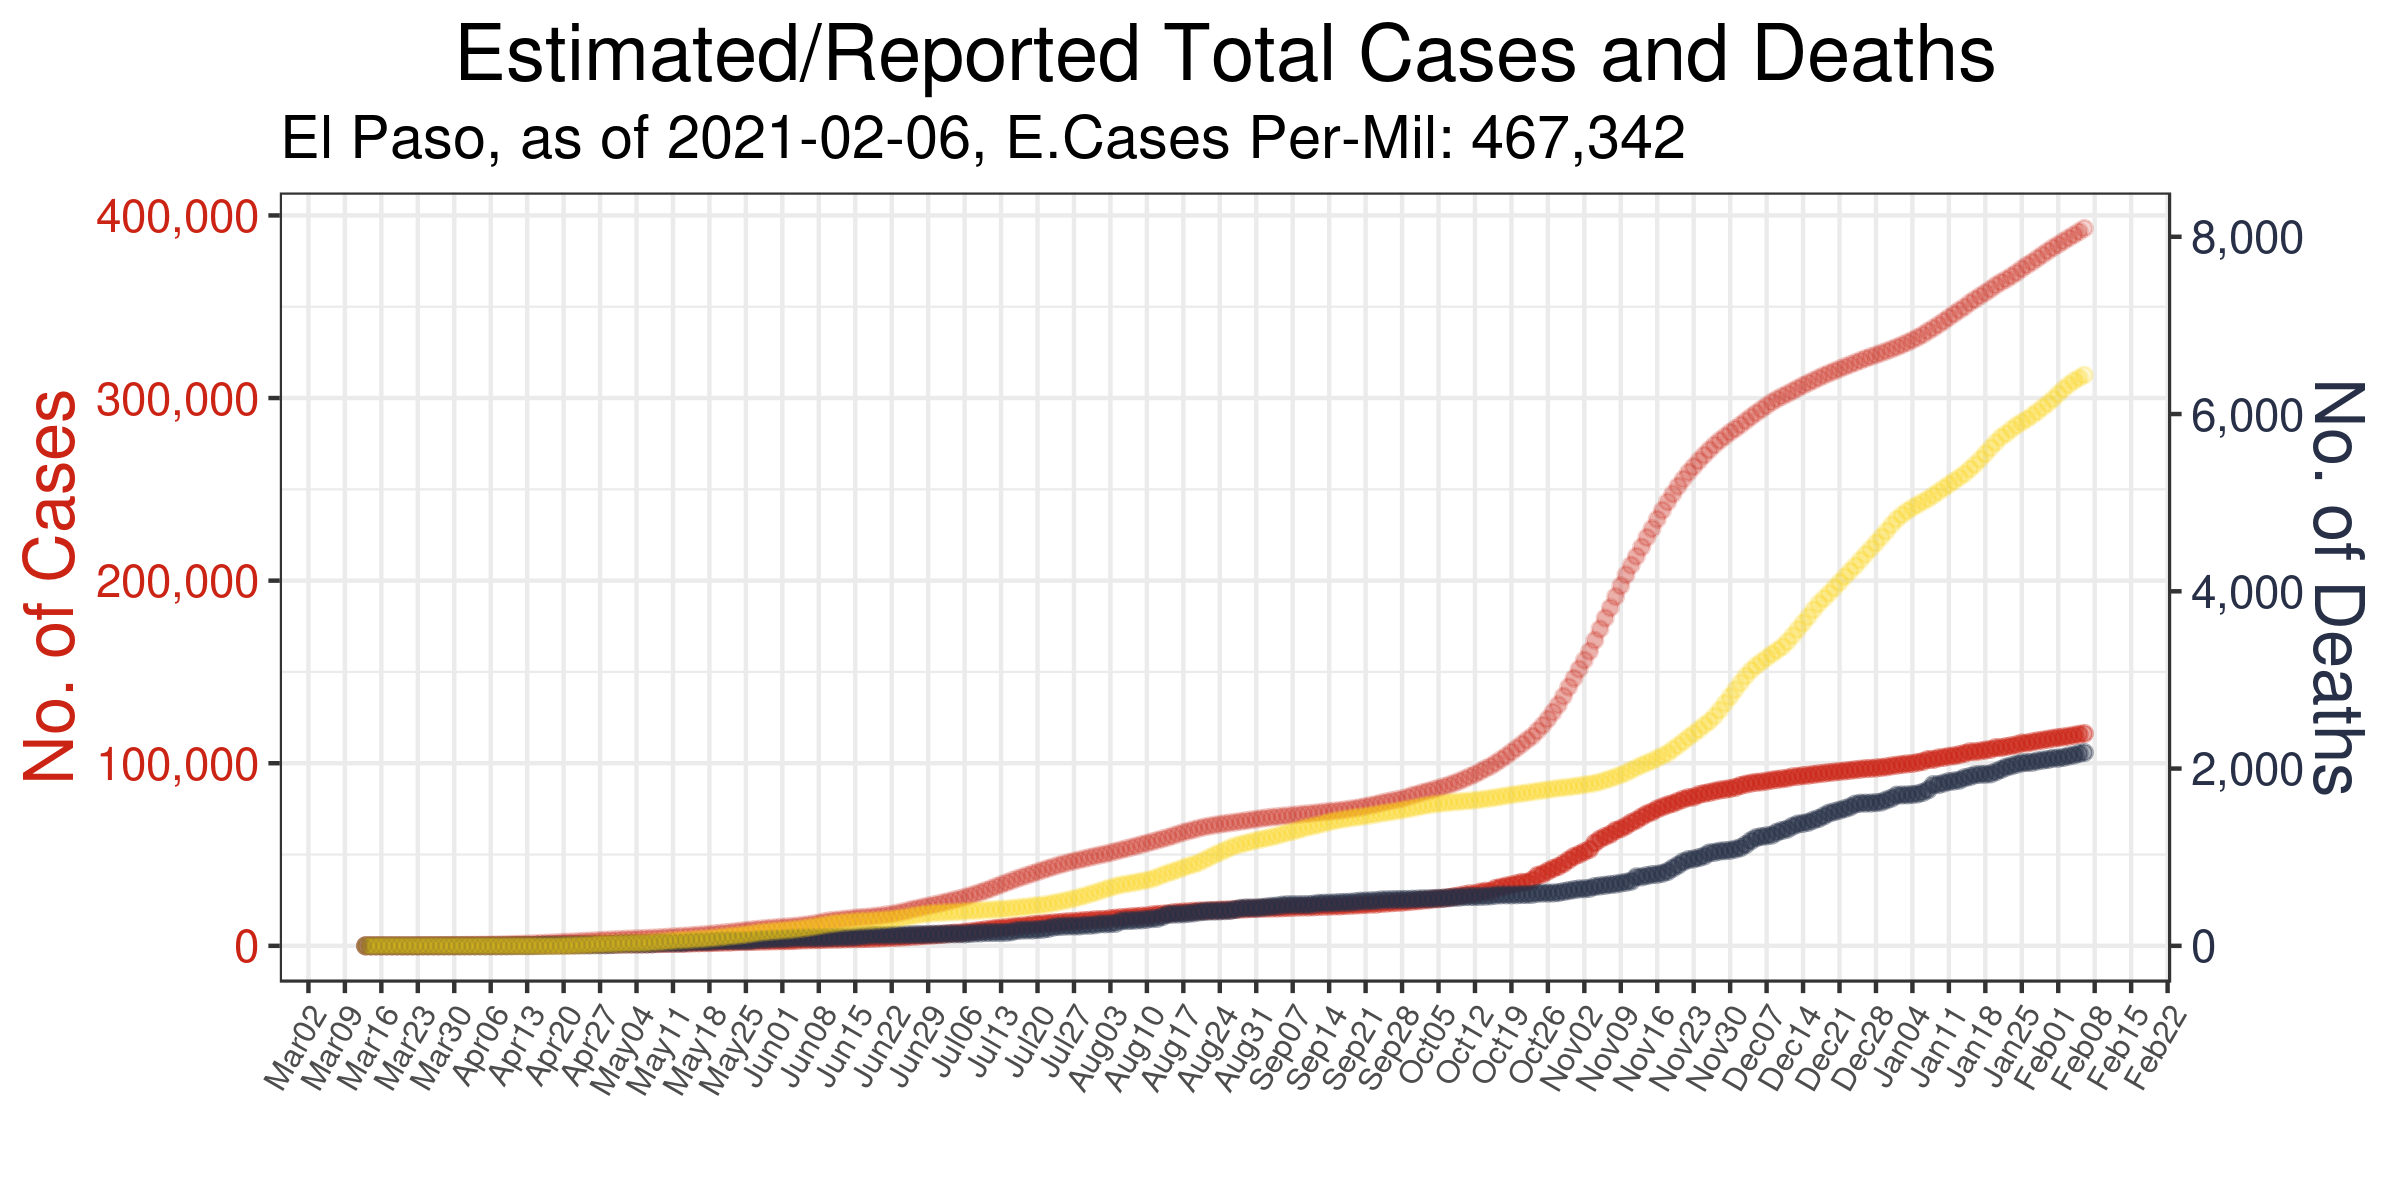 Estimated/Reported Total Cases and Deaths
El Paso, as of 2021-02-06, E.Cases Per-Mil: 467,342
No. of Cases
400,000
300,000
200,000
100,000
0
8,000
6,000
4,000
2,000
0
No. of Deaths
Mar02
Mar09
Mar16
Mar23
Mar30
Apr06
Apr13
Apr20
Apr27
May04
May11
May18
May25
Jun01
Jun08
Jun15
Jun22
Jun29
Jul06
Jul13
Jul20
Jul27
Aug03
Aug10
Aug17
Aug24
Aug31
Sep07
Sep14
Sep21
Sep28
Oct05
Oct12
Oct19
Oct26
Nov02
Nov09
Nov16
Nov23
Nov30
Dec07
Dec14
Dec21
Dec28
Jan04
Jan11
Jan18
Jan25
Feb01
Feb08
Feb15
Feb22